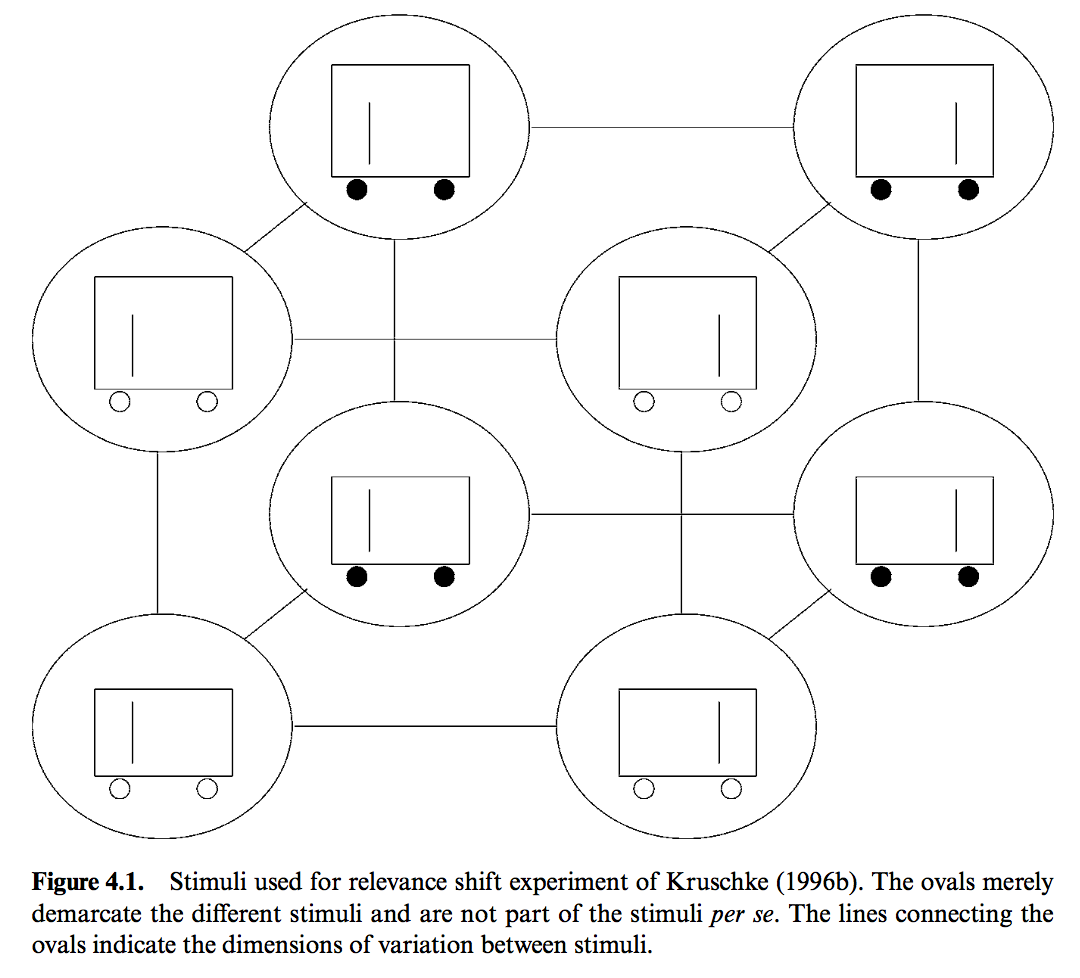 Figure 4.1. Stimuli used for relevance shift experiment of Kruschke (1996b). The ovals merely
demarcate the different stimuli and are not part of the stimuli per se. The lines connecting the
ovals indicate the dimensions of variation between stimuli.